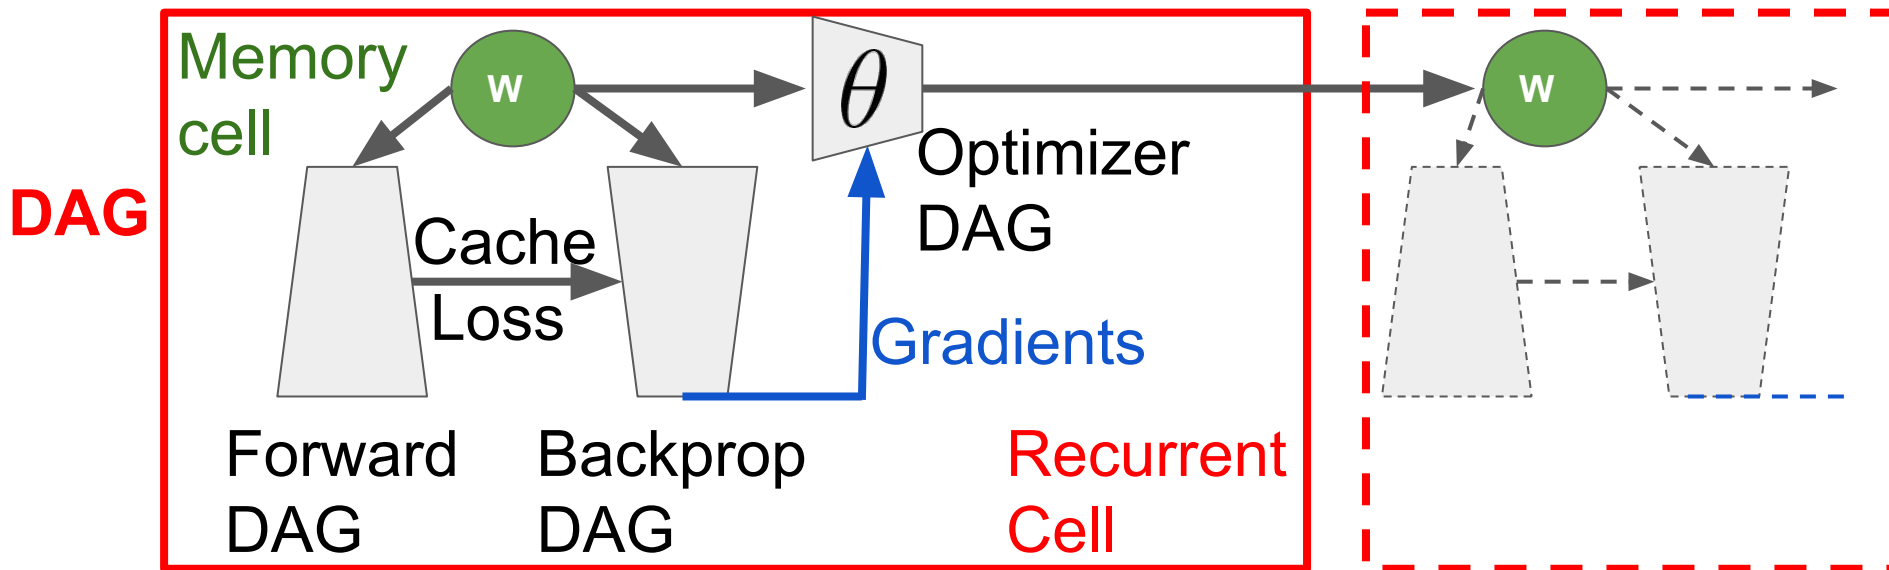 Memory
cell
w
θ
w
DAG
Optimizer
DAG
Cache
Loss
Gradients
Forward
DAG
Backprop
DAG
Recurrent
Cell